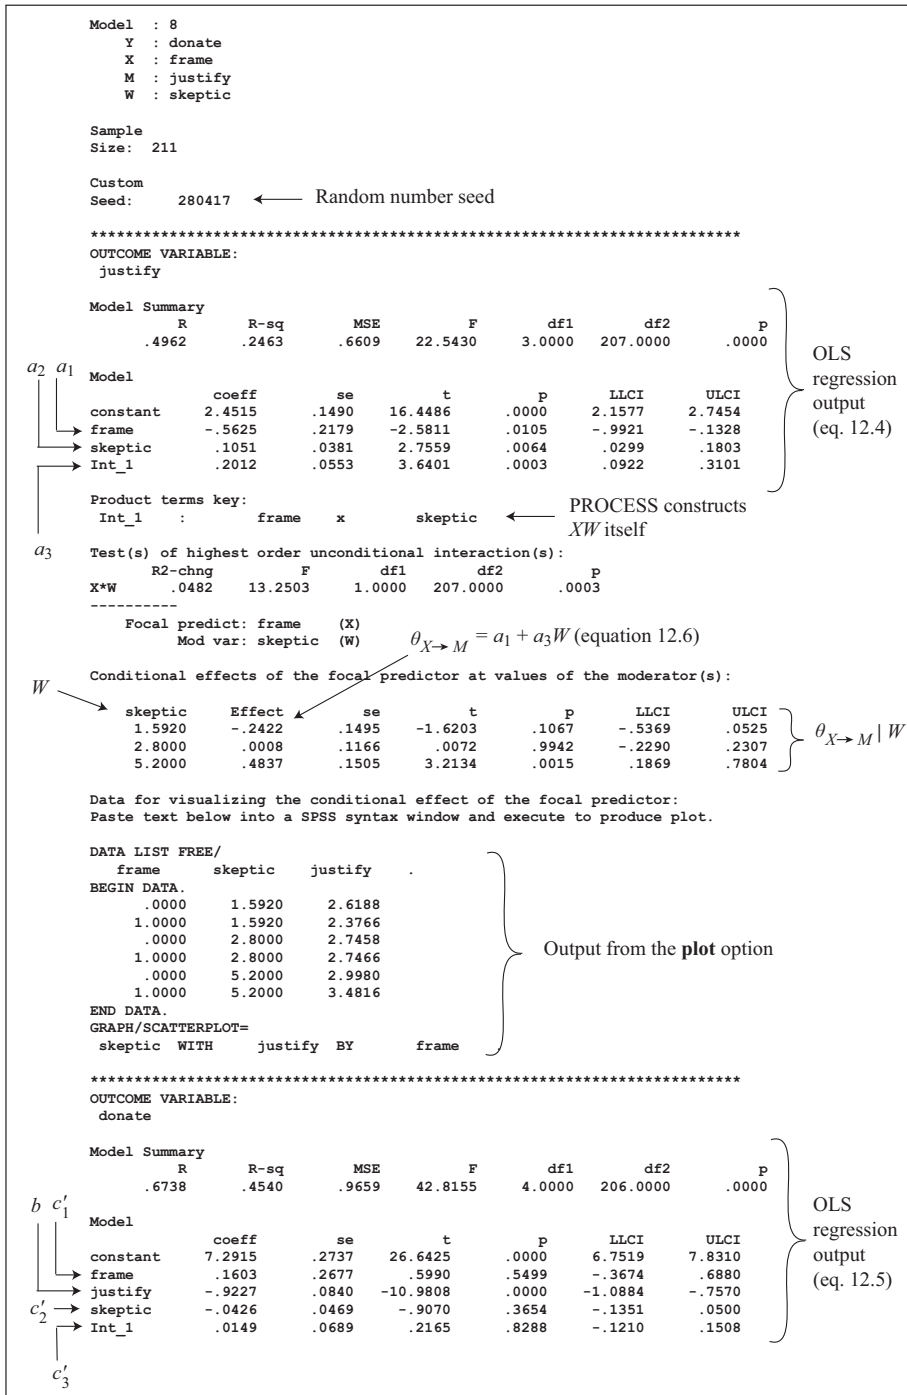 Model : 8
Y : donate
X : frame
M : justify
W : skeptic
Sample
Size: 211
Custom
Seed: 280417 Random number seed
**************************************************************************
OUTCOME VARIABLE:
justify
Model Summary
R R-sq MSE F df1 df2 p
.4962 .2463 .6609 22.5430 3.0000 207.0000 .0000
OLS
regression
output
(eq. 12.4)
a2 a1
Model
coeff se t p LLCI ULCI
constant 2.4515 .1490 16.4486 .0000 2.1577 2.7454
frame -.5625 .2179 -2.5811 .0105 -.9921 -.1328
skeptic .1051 .0381 2.7559 .0064 .0299 .1803
Int_1 .2012 .0553 3.6401 .0003 .0922 .3101
a3
Product terms key:
Int_1 : frame x skeptic
PROCESS constructs
XW itself
Test(s) of highest order unconditional interaction(s):
R2-chng F df1 df2 p
X*W .0482 13.2503 1.0000 207.0000 .0003
----------
Focal predict: frame (X)
Mod var: skeptic (W)
θX→M = a1 + a3W (equation 12.6)
Conditional effects of the focal predictor at values of the moderator(s):
W
skeptic Effect se t p LLCI ULCI
1.5920 -.2422 .1495 -1.6203 .1067 -.5369 .0525
2.8000 .0008 .1166 .0072 .9942 -.2290 .2307
5.2000 .4837 .1505 3.2134 .0015 .1869 .7804
θX→M | W
Data for visualizing the conditional effect of the focal predictor:
Paste text below into a SPSS syntax window and execute to produce plot.
DATA LIST FREE/
frame skeptic justify .
BEGIN DATA.
.0000 1.5920 2.6188
1.0000 1.5920 2.3766
.0000 2.8000 2.7458
1.0000 2.8000 2.7466
.0000 5.2000 2.9980
1.0000 5.2000 3.4816
END DATA.
GRAPH/SCATTERPLOT=
skeptic WITH justify BY frame .
Output from the plot option
**************************************************************************
OUTCOME VARIABLE:
donate
Model Summary
R R-sq MSE F df1 df2 p
.6738 .4540 .9659 42.8155 4.0000 206.0000 .0000
OLS
regression
output
(eq. 12.5)
b c′1
Model
coeff se t p LLCI ULCI
constant 7.2915 .2737 26.6425 .0000 6.7519 7.8310
frame .1603 .2677 .5990 .5499 -.3674 .6880
justify -.9227 .0840 -10.9808 .0000 -1.0884 -.7570
c′2 skeptic -.0426 .0469 -.9070 .3654 -.1351 .0500
Int_1 .0149 .0689 .2165 .8288 -.1210 .1508
c′3